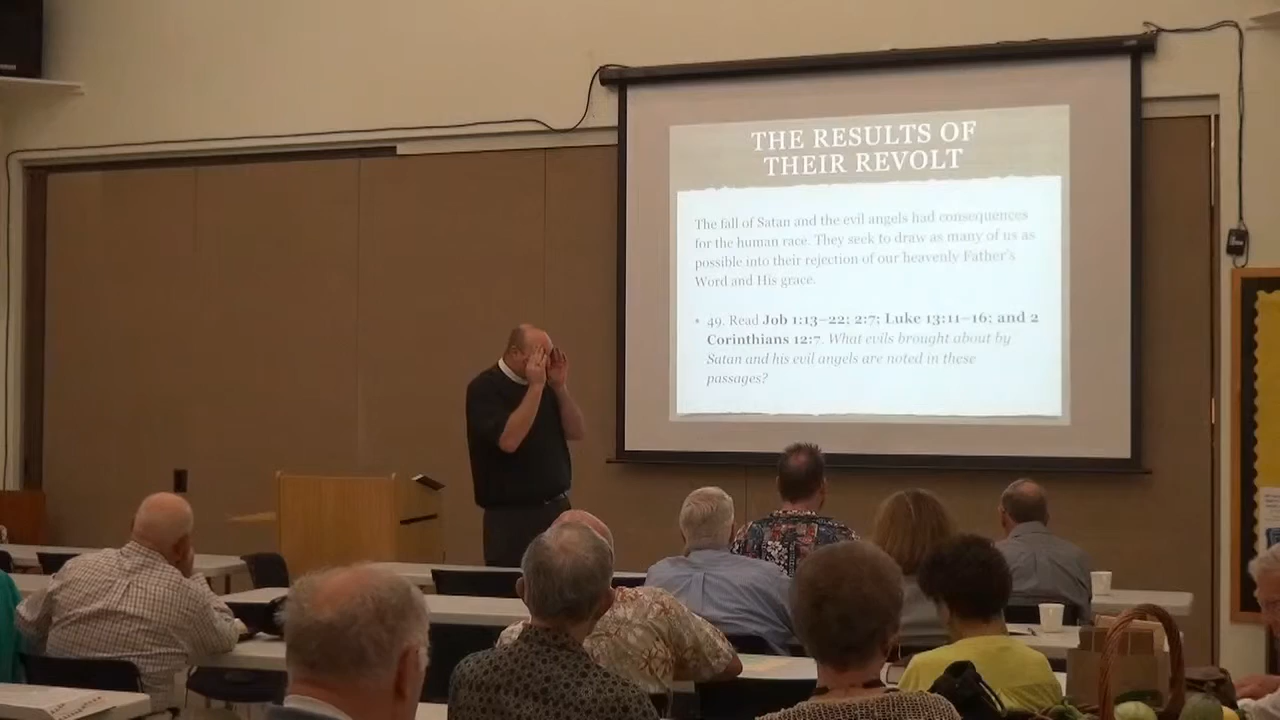 THE RESULTS OF
THEIR REVOLT
The fall of Satan and the evil angels had consequences
for the human race. They seek to draw as many of us as
possible into their rejection of our heavenly Father's
Word and His grace.
• 49. Read Job 1:13–22; 2:7; Luke 13:11–16; and 2
Corinthians 12:7. What evils brought about by
Satan and his evil angels are noted in these
passages?